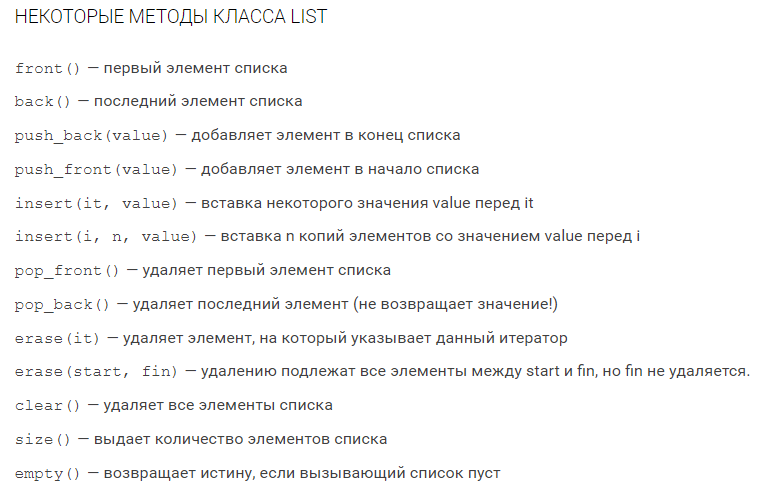 НЕКОТОРЫЕ МЕТОДЫ КЛАССА LIST
front() — первый элемент списка
back() — последний элемент списка
push_back(value) — добавляет элемент в конец списка
push_front(value) — добавляет элемент в начало списка
insert(it, value) — вставка некоторого значения value перед it
insert(i, n, value) — вставка n копий элементов со значением value перед i
pop_front() — удаляет первый элемент списка
pop_back() — удаляет последний элемент (не возвращает значение!)
erase(it) — удаляет элемент, на который указывает данный итератор
erase(start, fin) — удалению подлежат все элементы между start и fin, но fin не удаляется.
clear() — удаляет все элементы списка
size() — выдает количество элементов списка
empty() — возвращает истину, если вызывающий список пуст